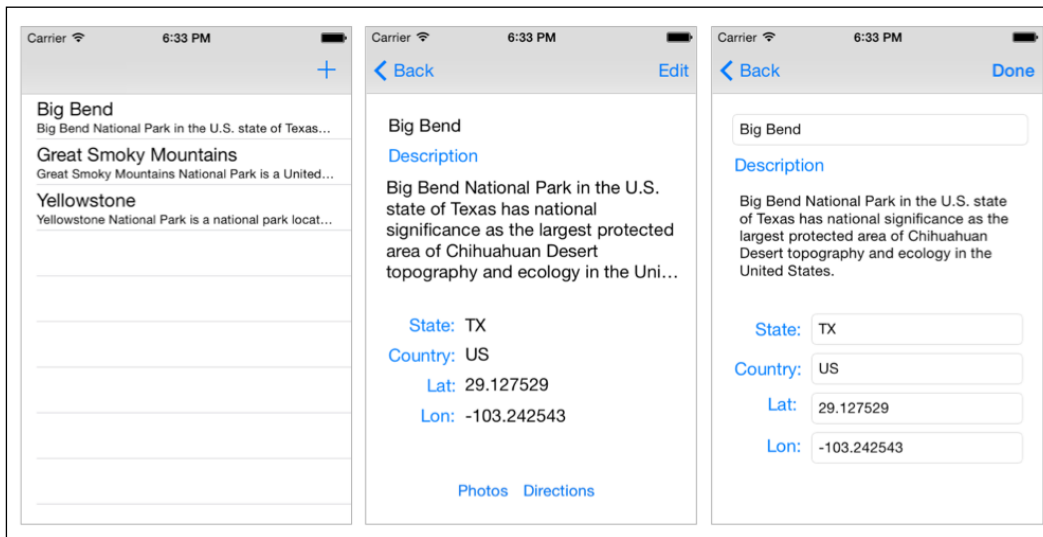 Carrier 6:33 PM
+
Big Bend
Big Bend National Park in the U.S. state of Texas...
Great Smoky Mountains
Great Smoky Mountains National Park is a United...
Yellowstone
Yellowstone National Park is a national park locat...
Carrier 6:33 PM
Back Edit
Big Bend
Description
Big Bend National Park in the U.S.
state of Texas has national
significance as the largest protected
area of Chihuahuan Desert
topography and ecology in the Uni...
State: TX
Country: US
Lat: 29.127529
Lon: -103.242543
Photos Directions
Carrier 6:33 PM
Back Done
Big Bend
Description
Big Bend National Park in the U.S. state
of Texas has national significance as the
largest protected area of Chihuahuan
Desert topography and ecology in the
United States.
State: TX
Country: US
Lat: 29.127529
Lon: -103.242543